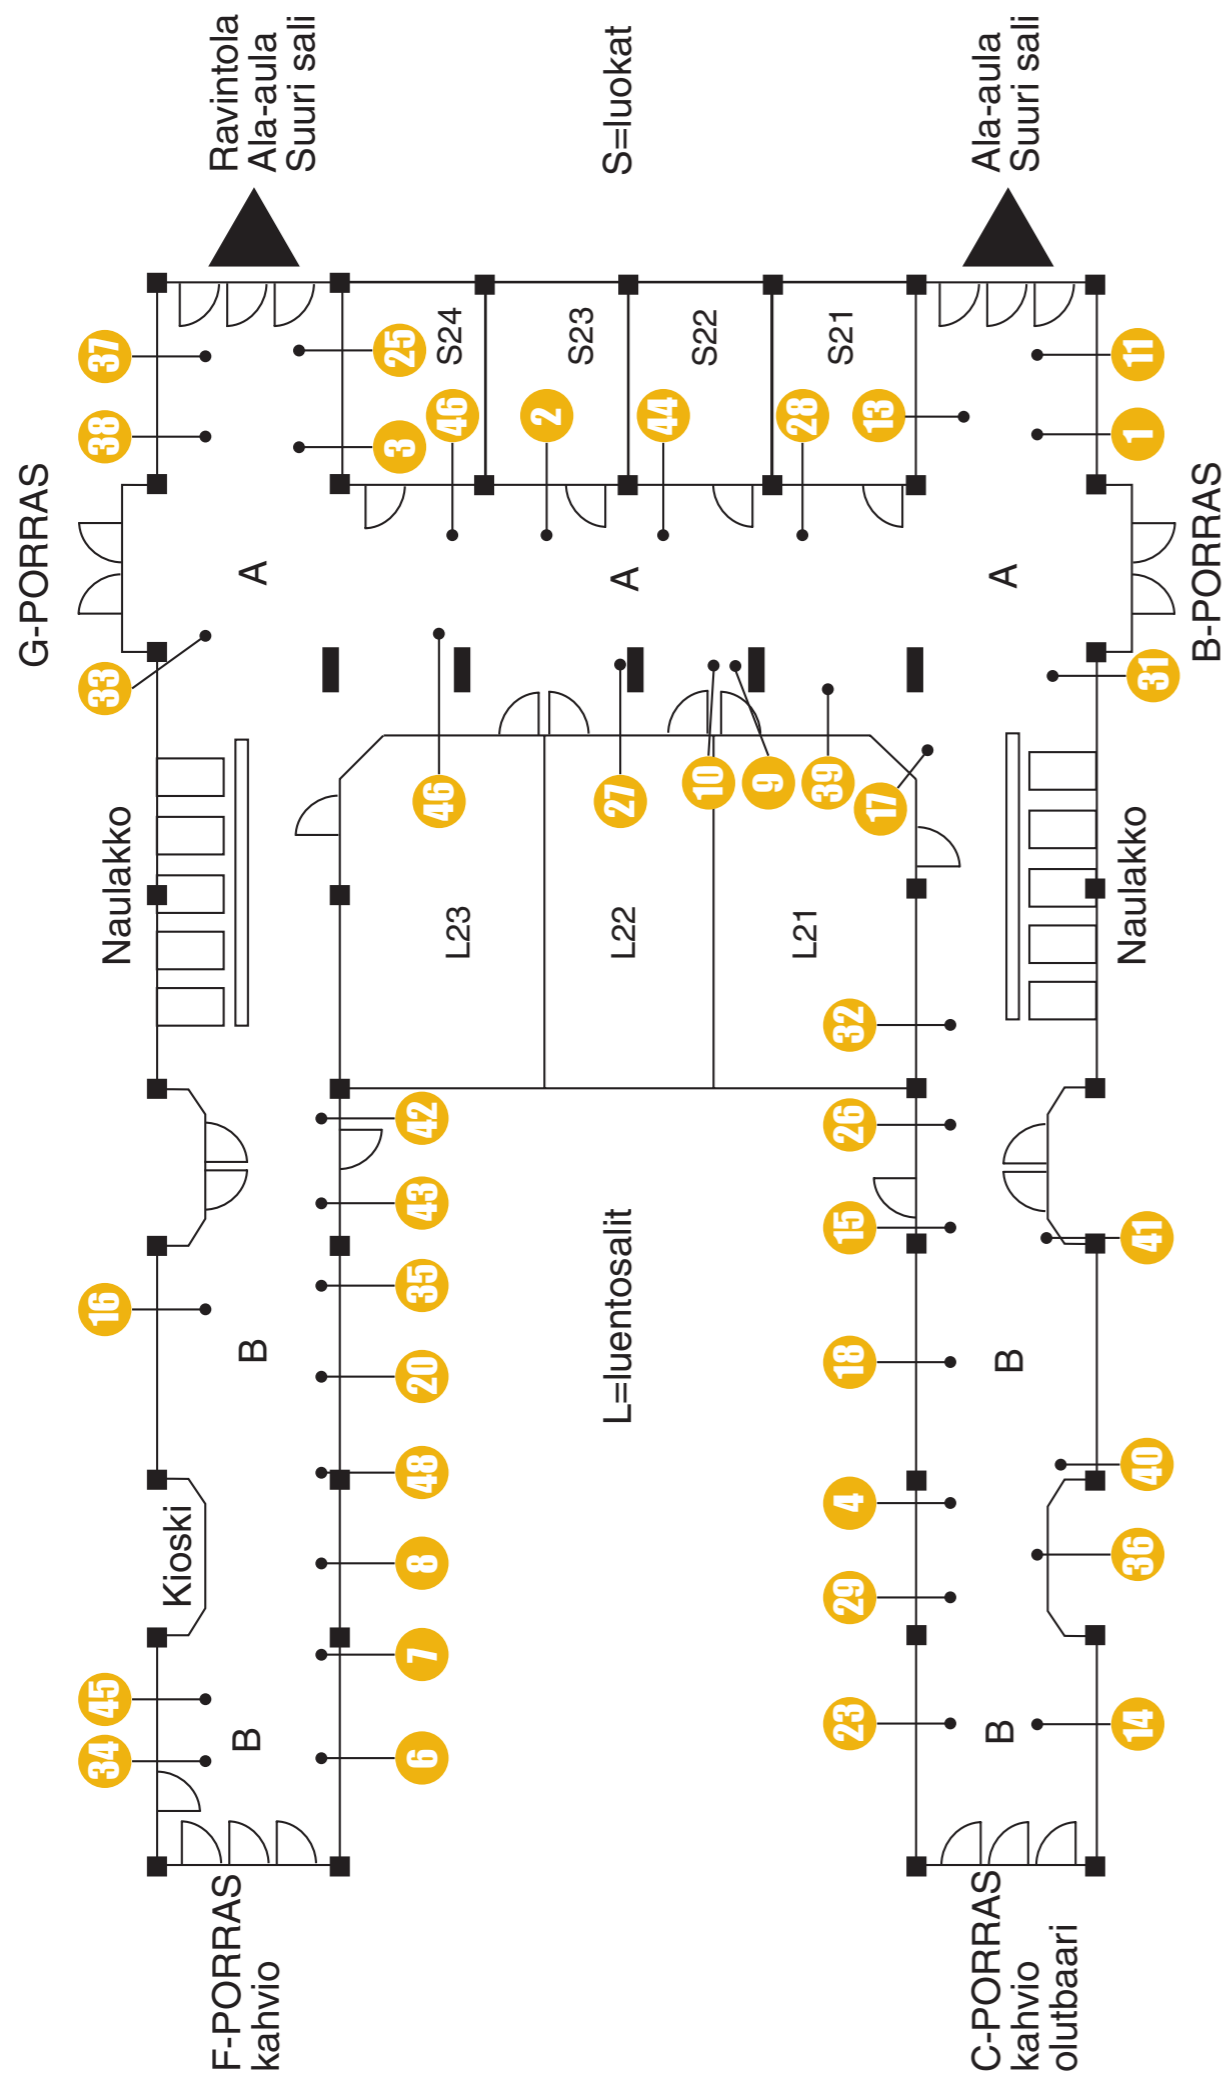 G-PORRAS
Ravintola
Ala-aula
Suuri sali
S=luokat
Ala-aula
Suuri sali
B-PORRAS
37
38
25
3
S24
46
S23
2
S22
44
S21
28
13
11
1
A
A
A
33
46
27
10
9
39
17
31
Naulakko
L23
L22
L21
Naulakko
32
42
26
43
15
41
35
16
B
20
18
B
L=luentosalit
48
40
4
Kioski
8
36
29
7
45
34
B
6
23
B
14
F-PORRAS
kahvio
C-PORRAS
kahvio
olutbaari